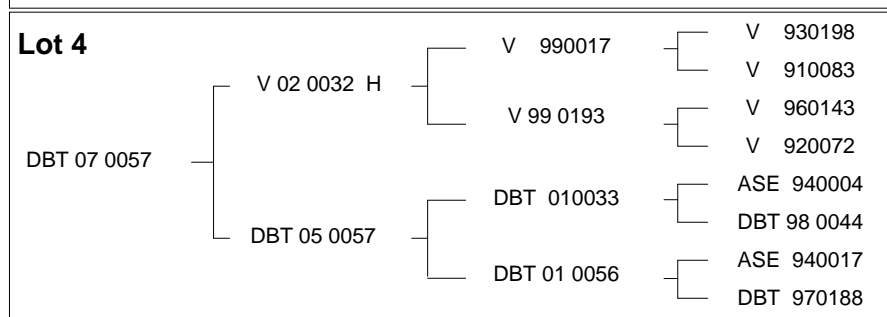 Lot 4
V 930198
V 990017
V 910083
V 02 0032 H
V 960143
V 99 0193
V 920072
DBT 07 0057
ASE 940004
DBT 010033
DBT 98 0044
DBT 05 0057
ASE 940017
DBT 01 0056
DBT 970188